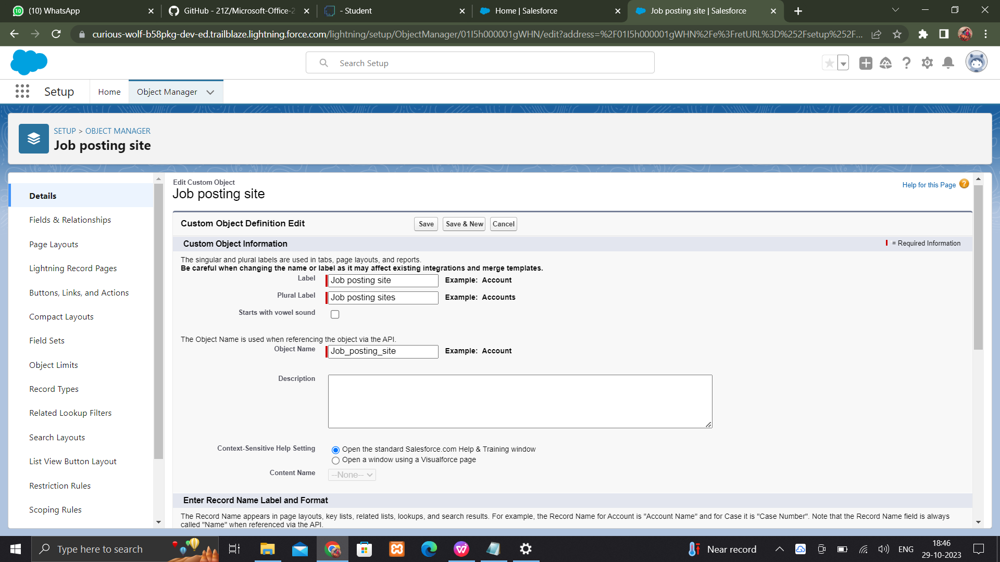 (10) WhatsApp
GitHub - 21Z/Microsoft-Office-2
- Student
Home | Salesforce
Job posting site | Salesforce
curious-wolf-b58pkg-dev-ed.trailblaze.lightning.force.com/lightning/setup/ObjectManager/01I5h000001gWHN/edit?address=%2F01I5h000001gWHN%2Fe%3FretURL%3D%252Fsetup%252F...
Search Setup
Setup
Home
Object Manager
SETUP > OBJECT MANAGER
Job posting site
Details
Fields & Relationships
Page Layouts
Lightning Record Pages
Buttons, Links, and Actions
Compact Layouts
Field Sets
Object Limits
Record Types
Related Lookup Filters
Search Layouts
List View Button Layout
Restriction Rules
Scoping Rules
Edit Custom Object
Job posting site
Help for this Page
Custom Object Definition Edit
Save
Save & New
Cancel
Custom Object Information
= Required Information
The singular and plural labels are used in tabs, page layouts, and reports.
Be careful when changing the name or label as it may affect existing integrations and merge templates.
Label Job posting site Example: Account
Plural Label Job posting sites Example: Accounts
Starts with vowel sound
The Object Name is used when referencing the object via the API.
Object Name Job_posting_site Example: Account
Description
Context-Sensitive Help Setting Open the standard Salesforce.com Help & Training window
Open a window using a Visualforce page
Content Name --None--
Enter Record Name Label and Format
The Record Name appears in page layouts, key lists, related lists, lookups, and search results. For example, the Record Name for Account is "Account Name" and for Case it is "Case Number". Note that the Record Name field is always
called "Name" when referenced via the API.
Type here to search
Near record
ENG
18:46
29-10-2023